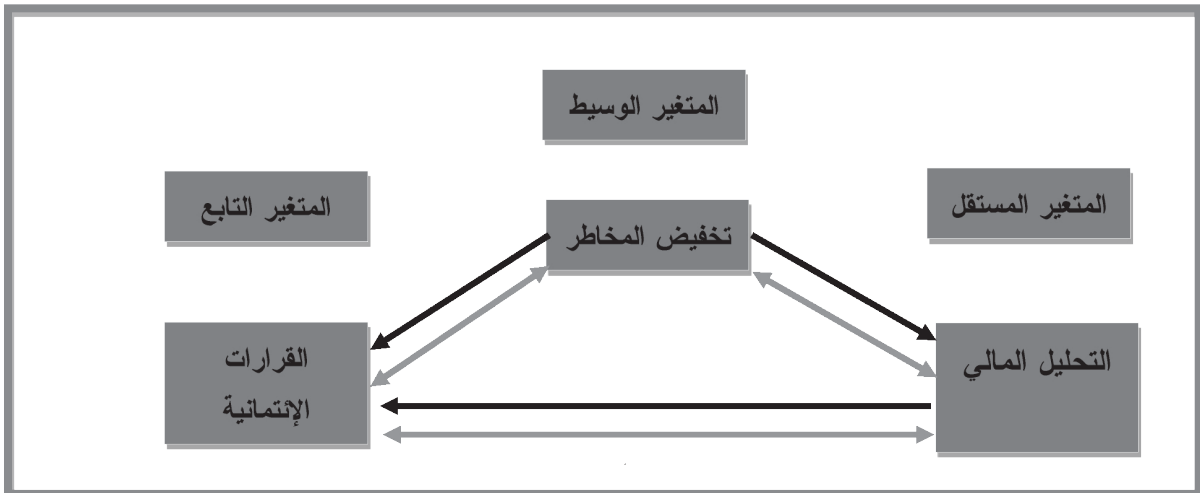 المتغير الوسيط
المتغير المستقل
المتغير التابع
تخفيض المخاطر
التحليل المالي
القرارات
الإئتمانية